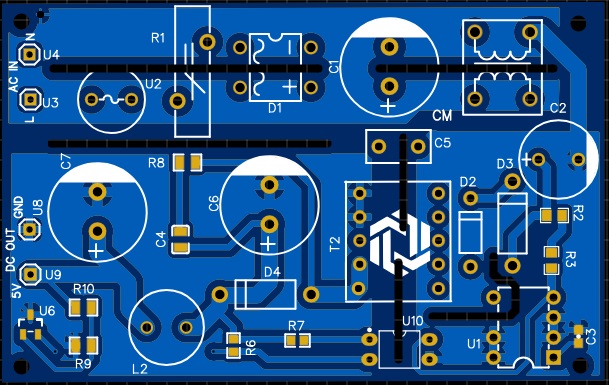 N
U4
AC IN
U3
L
R1
U2
D1
C1
CM
C2
C5
C7
R8
C6
C4
GND
U8
DC OUT
U9
5V
T2
D2
D3
R2
R3
D4
R10
U6
R9
L2
R6
R7
U10
U1
C3